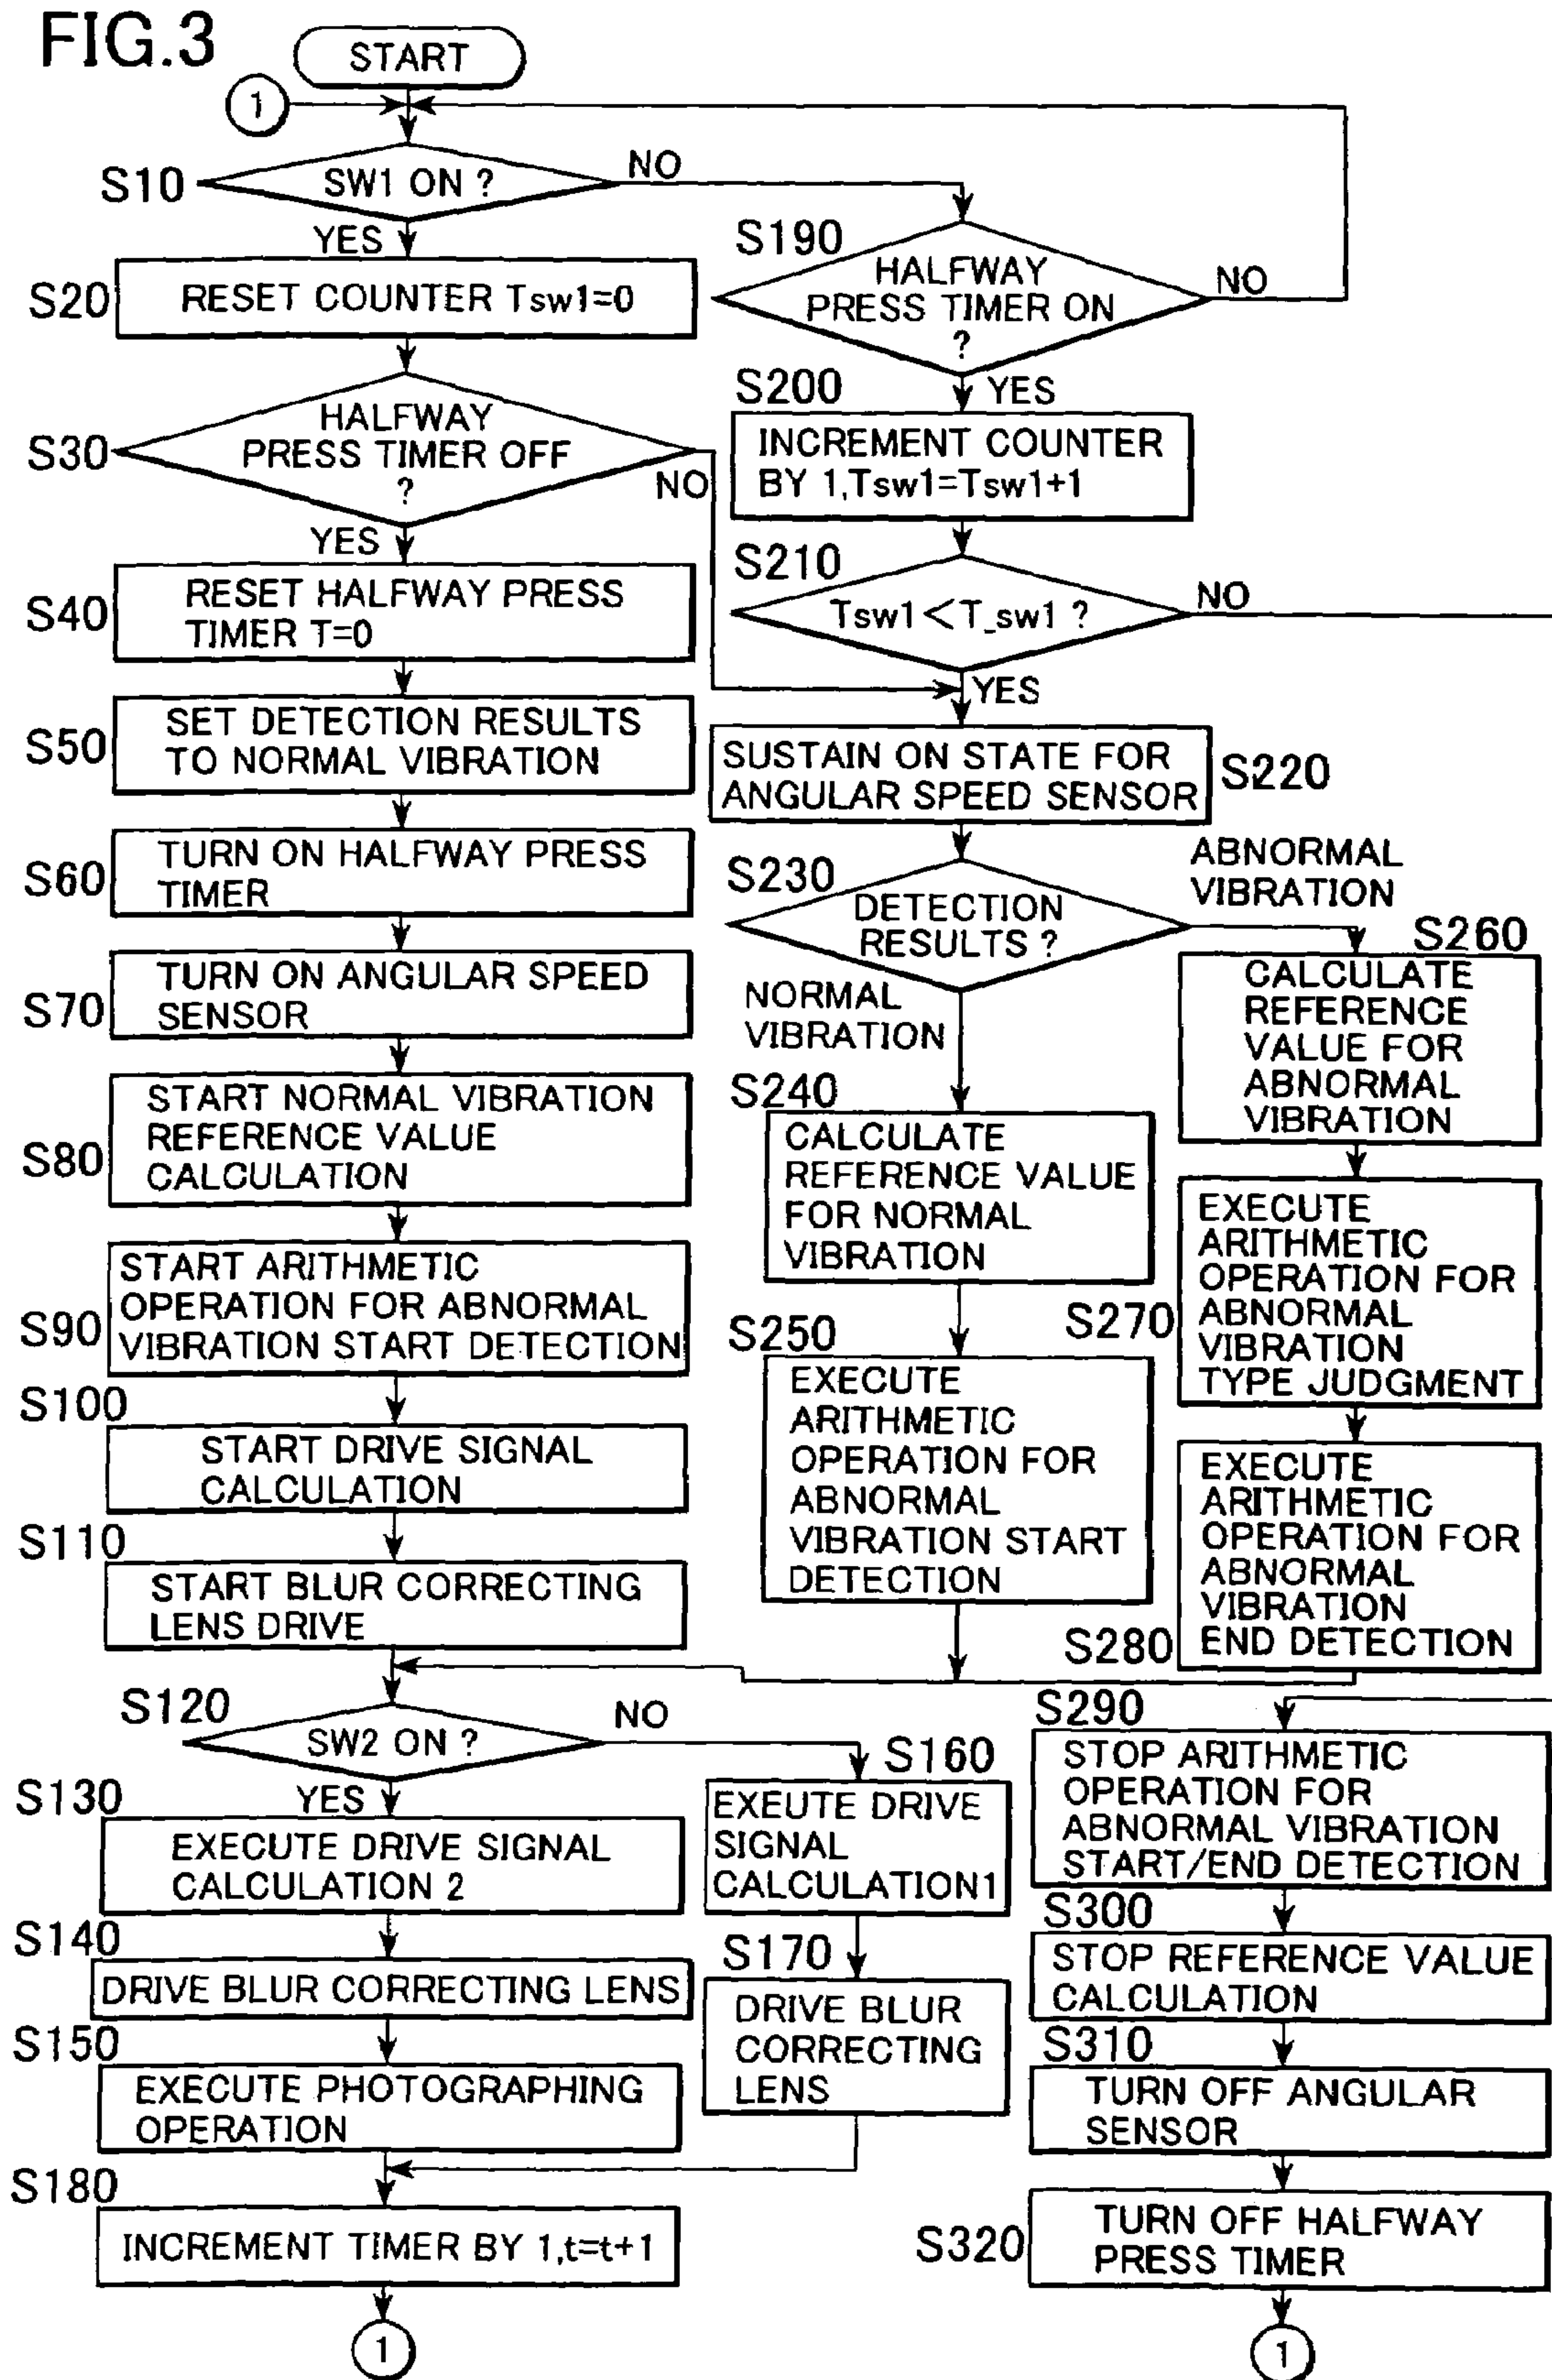 FIG.3
START
1
S10
SW1 ON ?
NO
YES
S20
RESET COUNTER Tsw1=0
S30
HALFWAY
PRESS TIMER OFF
?
NO
YES
S40
RESET HALFWAY PRESS
TIMER T=0
S50
SET DETECTION RESULTS
TO NORMAL VIBRATION
S60
TURN ON HALFWAY PRESS
TIMER
S70
TURN ON ANGULAR SPEED
SENSOR
S80
START NORMAL VIBRATION
REFERENCE VALUE
CALCULATION
S90
START ARITHMETIC
OPERATION FOR ABNORMAL
VIBRATION START DETECTION
S100
START DRIVE SIGNAL
CALCULATION
S110
START BLUR CORRECTING
LENS DRIVE
S120
SW2 ON ?
NO
YES
S130
EXECUTE DRIVE SIGNAL
CALCULATION 2
S140
DRIVE BLUR CORRECTING LENS
S150
EXECUTE PHOTOGRAPHING
OPERATION
S160
EXEUTE DRIVE
SIGNAL
CALCULATION1
S170
DRIVE BLUR
CORRECTING
LENS
S180
INCREMENT TIMER BY 1,t=t+1
1
S190
HALFWAY
PRESS TIMER ON
?
NO
YES
S200
INCREMENT COUNTER
BY 1,Tsw1=Tsw1+1
S210
Tsw1<T_sw1 ?
NO
YES
S220
SUSTAIN ON STATE FOR
ANGULAR SPEED SENSOR
S230
DETECTION
RESULTS ?
ABNORMAL
VIBRATION
NORMAL
VIBRATION
S240
CALCULATE
REFERENCE VALUE
FOR NORMAL
VIBRATION
S250
EXECUTE
ARITHMETIC
OPERATION FOR
ABNORMAL
VIBRATION START
DETECTION
S260
CALCULATE
REFERENCE
VALUE FOR
ABNORMAL
VIBRATION
S270
EXECUTE
ARITHMETIC
OPERATION FOR
ABNORMAL
VIBRATION
TYPE JUDGMENT
S280
EXECUTE
ARITHMETIC
OPERATION FOR
ABNORMAL
VIBRATION
END DETECTION
S290
STOP ARITHMETIC
OPERATION FOR
ABNORMAL VIBRATION
START/END DETECTION
S300
STOP REFERENCE VALUE
CALCULATION
S310
TURN OFF ANGULAR
SENSOR
S320
TURN OFF HALFWAY
PRESS TIMER
1